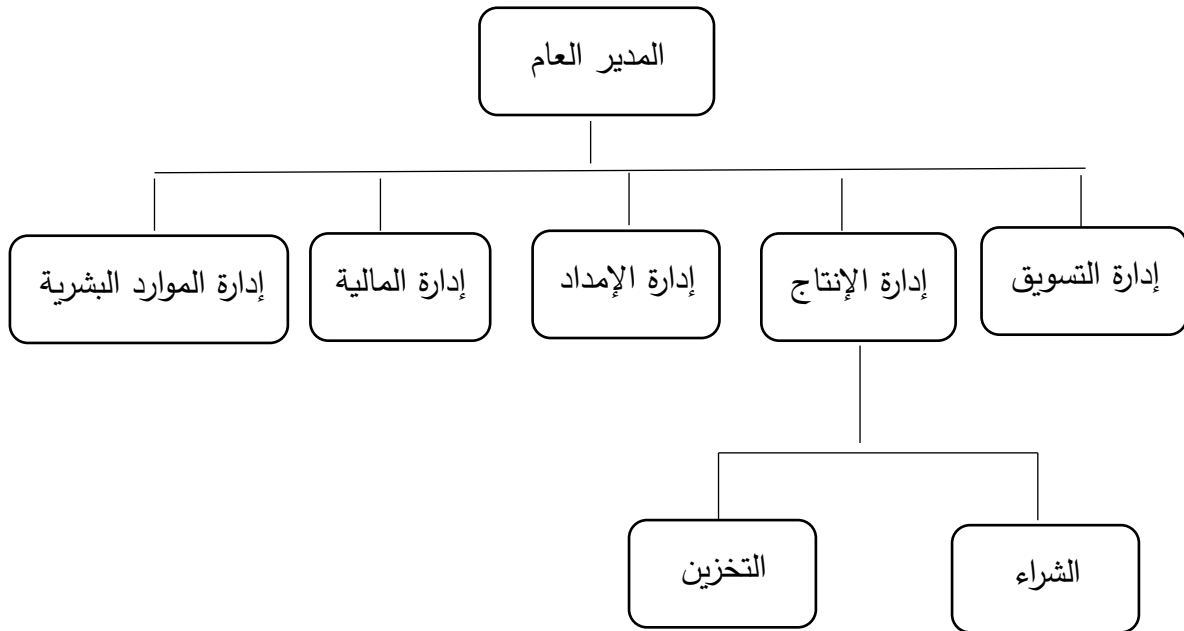 المدير العام
إدارة التسويق
إدارة الإنتاج
إدارة الإمداد
إدارة المالية
إدارة الموارد البشرية
الشراء
التخزين